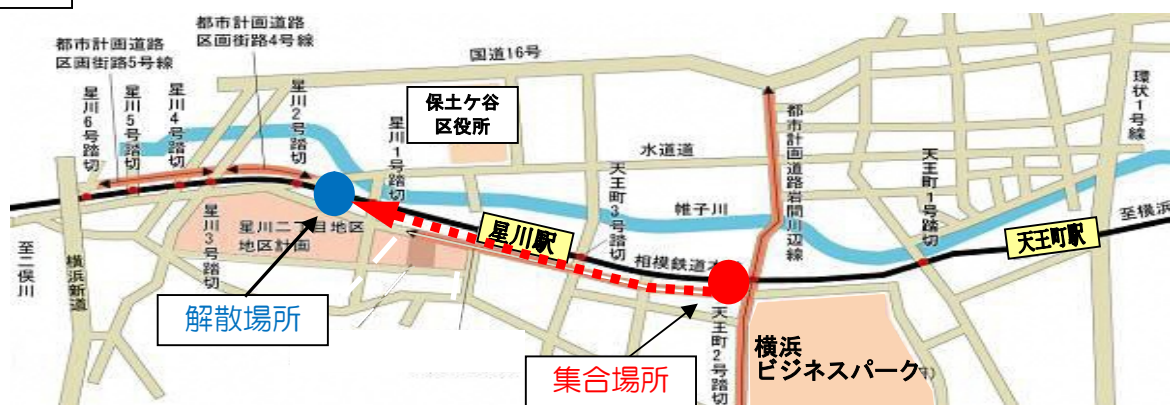 都市計画道路
区画街路4号線
都市計画道路
区画街路5号線
国道16号
環状1号線
星川6号踏切
星川5号踏切
星川4号踏切
星川2号踏切
保土ケ谷
区役所
星川1号踏切
都市計画道路岩間川辺線
水道道
天王町1号踏切
天王町3号踏切
帷子川
至横浜
星川3号踏切
星川二丁目地区
地区計画
星川駅
天王町駅
相模鉄道本
至二俣川
横浜新道
解散場所
集合場所
天王町2号踏切
横浜
ビジネスパーク